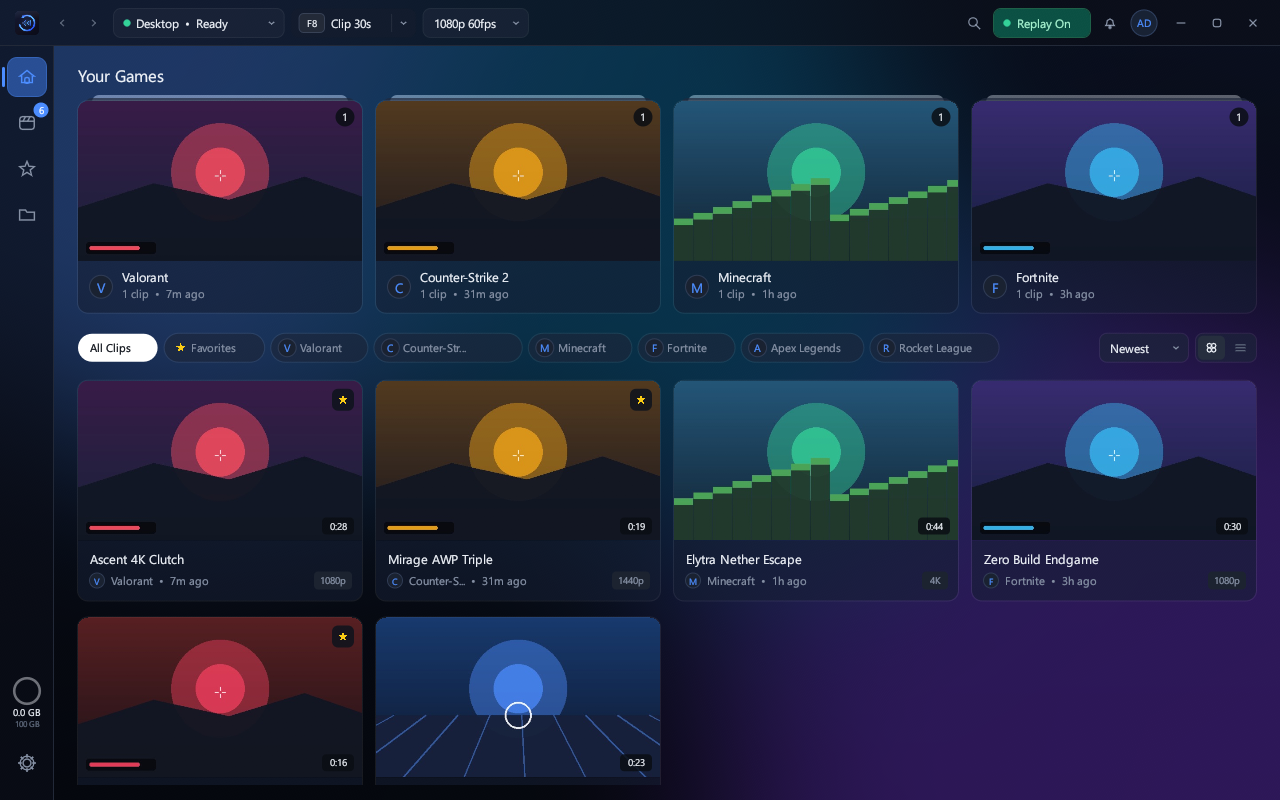 Desktop • Ready
F8 Clip 30s
1080p 60fps
Replay On
AD
6
Your Games
1
1
1
1
V Valorant
1 clip • 7m ago
C Counter-Strike 2
1 clip • 31m ago
M Minecraft
1 clip • 1h ago
F Fortnite
1 clip • 3h ago
All Clips
Favorites
V Valorant
C Counter-Str...
M Minecraft
F Fortnite
A Apex Legends
R Rocket League
Newest
0:28
0:19
0:44
0:30
Ascent 4K Clutch
V Valorant • 7m ago 1080p
Mirage AWP Triple
C Counter-S... • 31m ago 1440p
Elytra Nether Escape
M Minecraft • 1h ago 4K
Zero Build Endgame
F Fortnite • 3h ago 1080p
0:16
0:23
0.0 GB
100 GB